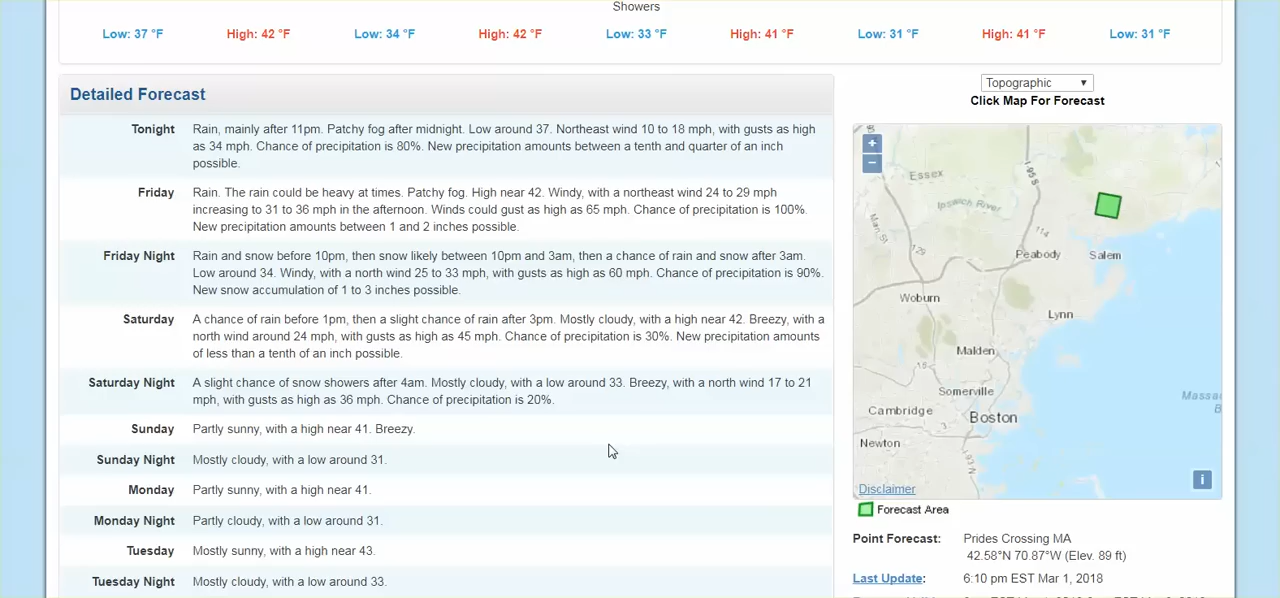 Showers
Low: 37 °F High: 42 °F Low: 34 °F High: 42 °F Low: 33 °F High: 41 °F Low: 31 °F High: 41 °F Low: 31 °F
Detailed Forecast
Tonight Rain, mainly after 11pm. Patchy fog after midnight. Low around 37. Northeast wind 10 to 18 mph, with gusts as high
as 34 mph. Chance of precipitation is 80%. New precipitation amounts between a tenth and quarter of an inch
possible.
Friday Rain. The rain could be heavy at times. Patchy fog. High near 42. Windy, with a northeast wind 24 to 29 mph
increasing to 31 to 36 mph in the afternoon. Winds could gust as high as 65 mph. Chance of precipitation is 100%.
New precipitation amounts between 1 and 2 inches possible.
Friday Night Rain and snow before 10pm, then snow likely between 10pm and 3am, then a chance of rain and snow after 3am.
Low around 34. Windy, with a north wind 25 to 33 mph, with gusts as high as 60 mph. Chance of precipitation is 90%.
New snow accumulation of 1 to 3 inches possible.
Saturday A chance of rain before 1pm, then a slight chance of rain after 3pm. Mostly cloudy, with a high near 42. Breezy, with a
north wind around 24 mph, with gusts as high as 45 mph. Chance of precipitation is 30%. New precipitation amounts
of less than a tenth of an inch possible.
Saturday Night A slight chance of snow showers after 4am. Mostly cloudy, with a low around 33. Breezy, with a north wind 17 to 21
mph, with gusts as high as 36 mph. Chance of precipitation is 20%.
Sunday Partly sunny, with a high near 41. Breezy.
Sunday Night Mostly cloudy, with a low around 31.
Monday Partly sunny, with a high near 41.
Monday Night Partly cloudy, with a low around 31.
Tuesday Mostly sunny, with a high near 43.
Tuesday Night Mostly cloudy, with a low around 33.
Topographic
Click Map For Forecast
+
−
Essex
I 95 S
Ipswich River
Main St
129
114
Peabody
Salem
Woburn
Lynn
Malden
Somerville
Cambridge
Boston
3
Newton
I 93 N
Disclaimer
i
Forecast Area
Point Forecast: Prides Crossing MA
42.58°N 70.87°W (Elev. 89 ft)
Last Update: 6:10 pm EST Mar 1, 2018